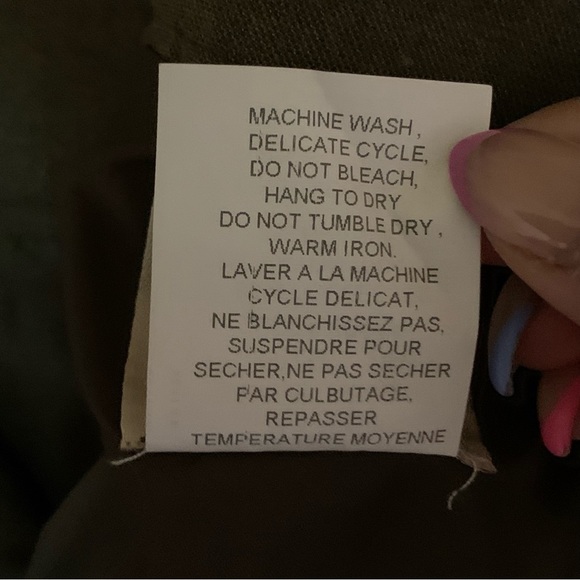 MACHINE WASH,
DELICATE CYCLE,
DO NOT BLEACH,
HANG TO DRY
DO NOT TUMBLE DRY,
WARM IRON.
LAVER A LA MACHINE
CYCLE DELICAT,
NE BLANCHISSEZ PAS,
SUSPENDRE POUR
SECHER,NE PAS SECHER
PAR CULBUTAGE,
REPASSER
TEMPERATURE MOYENNE